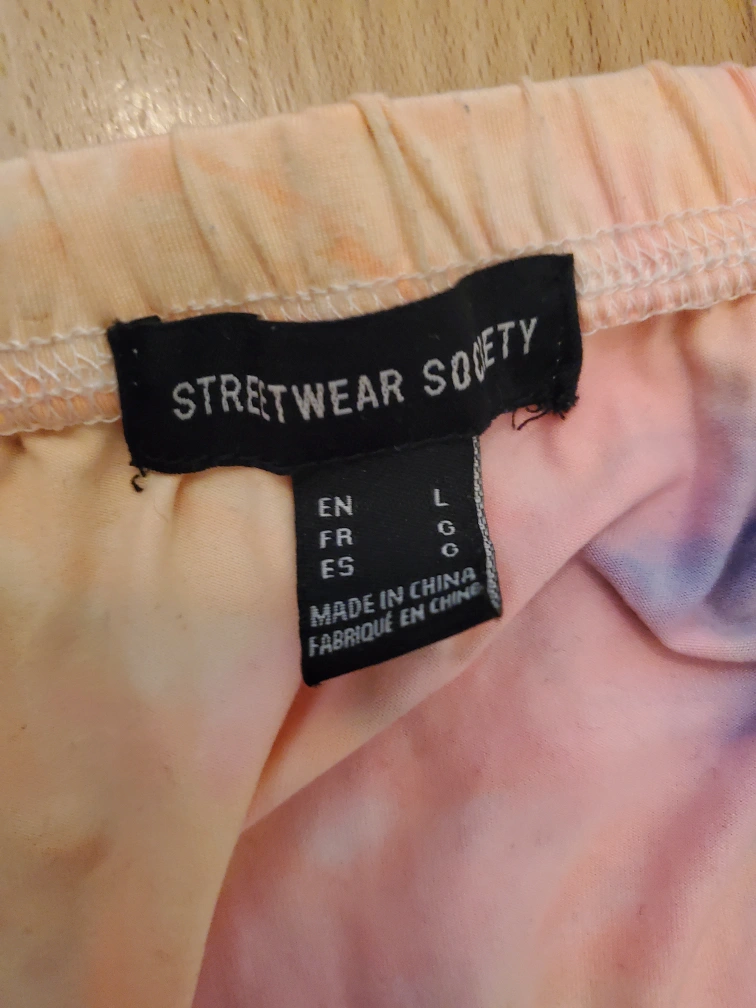 STREETWEAR SOCIETY
EN L
FR G
ES G
MADE IN CHINA
FABRIQUÉ EN CHINE